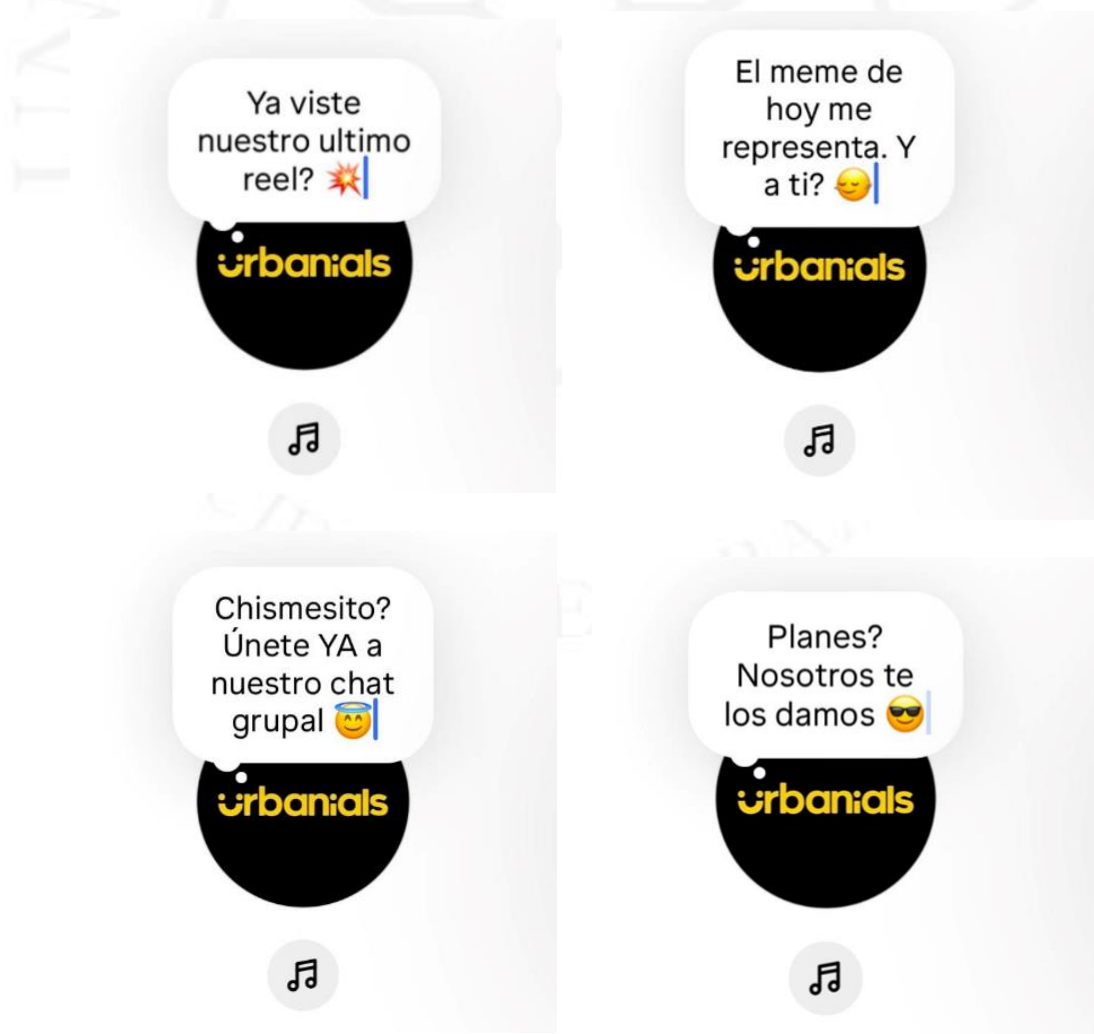 Ya viste
nuestro ultimo
reel? 💥
urbanials
El meme de
hoy me
representa. Y
a ti? 😌
urbanials
Chismesito?
Únete YA a
nuestro chat
grupal 😇
urbanials
Planes?
Nosotros te
los damos 😎
urbanials